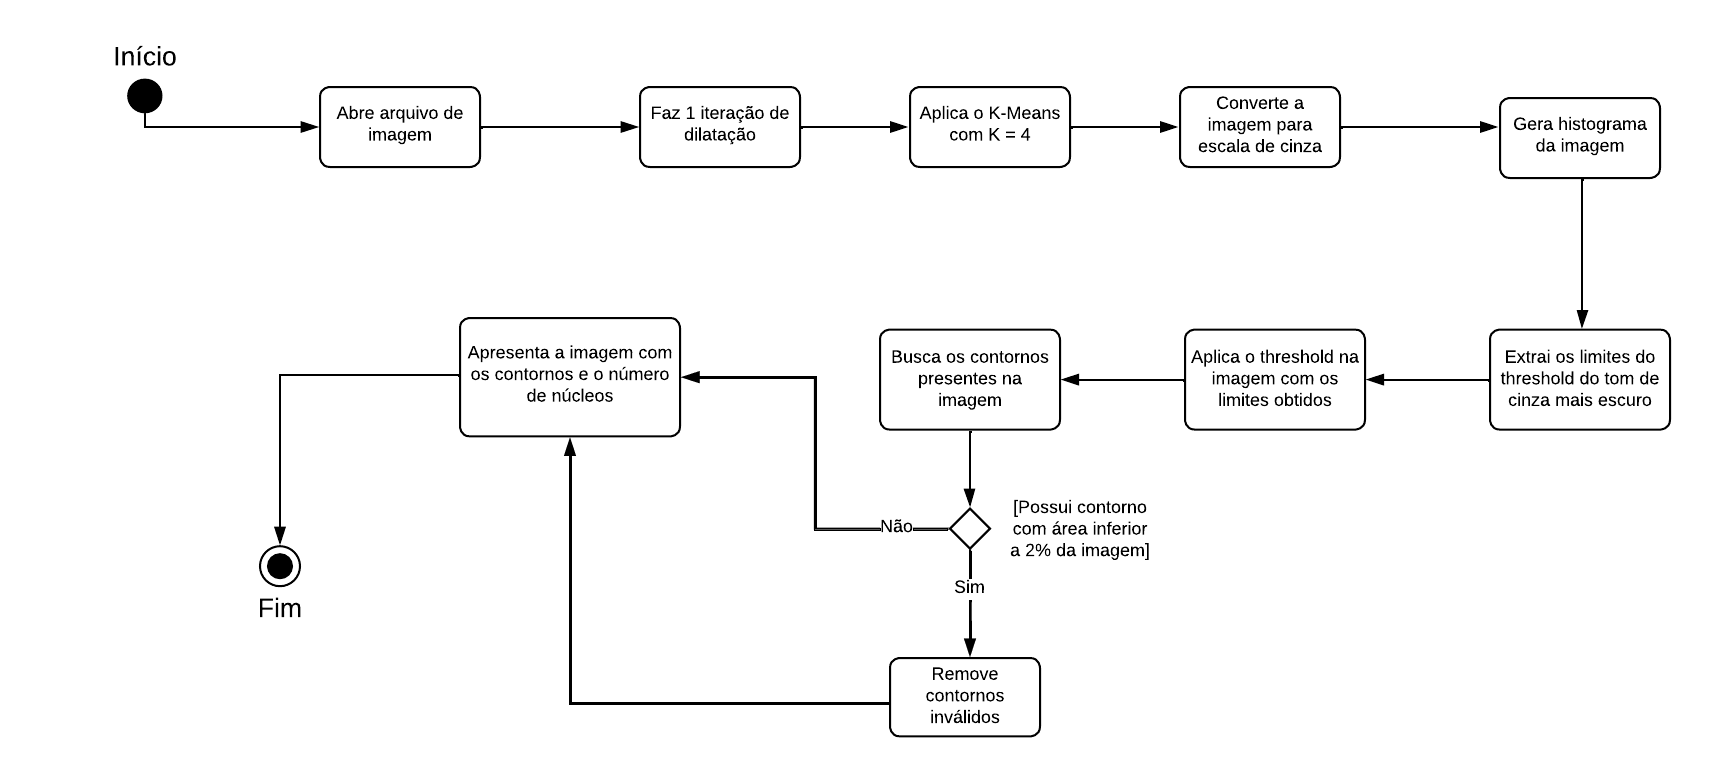 Início
Abre arquivo de
imagem
Faz 1 iteração de
dilatação
Aplica o K-Means
com K = 4
Converte a
imagem para
escala de cinza
Gera histograma
da imagem
Extrai os limites do
threshold do tom de
cinza mais escuro
Aplica o threshold na
imagem com os
limites obtidos
Busca os contornos
presentes na
imagem
[Possui contorno
com área inferior
a 2% da imagem]
Não
Sim
Remove
contornos
inválidos
Apresenta a imagem com
os contornos e o número
de núcleos
Fim